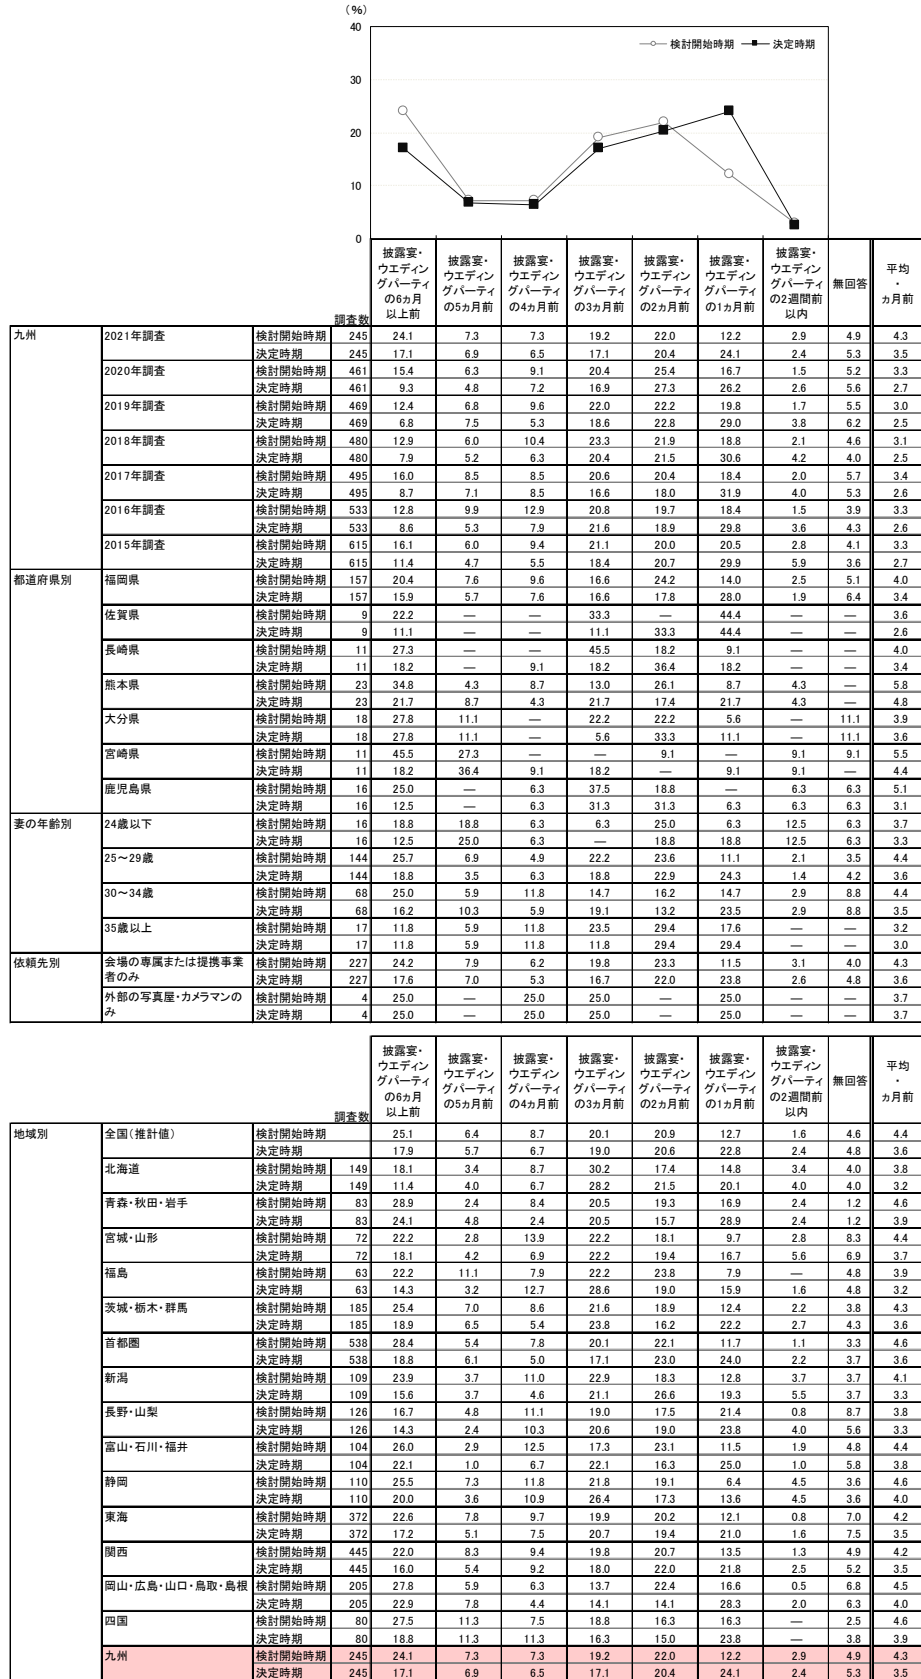 （％）
40
30
20
10
0
検討開始時期 決定時期
調査数 披露宴・ウエディングパーティの6ヵ月以上前 披露宴・ウエディングパーティの5ヵ月前 披露宴・ウエディングパーティの4ヵ月前 披露宴・ウエディングパーティの3ヵ月前 披露宴・ウエディングパーティの2ヵ月前 披露宴・ウエディングパーティの1ヵ月前 披露宴・ウエディングパーティの2週間前以内 無回答 平均・ヵ月前
九州 2021年調査 検討開始時期 245 24.1 7.3 7.3 19.2 22.0 12.2 2.9 4.9 4.3
決定時期 245 17.1 6.9 6.5 17.1 20.4 24.1 2.4 5.3 3.5
2020年調査 検討開始時期 461 15.4 6.3 9.1 20.4 25.4 16.7 1.5 5.2 3.3
決定時期 461 9.3 4.8 7.2 16.9 27.3 26.2 2.6 5.6 2.7
2019年調査 検討開始時期 469 12.4 6.8 9.6 22.0 22.2 19.8 1.7 5.5 3.0
決定時期 469 6.8 7.5 5.3 18.6 22.8 29.0 3.8 6.2 2.5
2018年調査 検討開始時期 480 12.9 6.0 10.4 23.3 21.9 18.8 2.1 4.6 3.1
決定時期 480 7.9 5.2 6.3 20.4 21.5 30.6 4.2 4.0 2.5
2017年調査 検討開始時期 495 16.0 8.5 8.5 20.6 20.4 18.4 2.0 5.7 3.4
決定時期 495 8.7 7.1 8.5 16.6 18.0 31.9 4.0 5.3 2.6
2016年調査 検討開始時期 533 12.8 9.9 12.9 20.8 19.7 18.4 1.5 3.9 3.3
決定時期 533 8.6 5.3 7.9 21.6 18.9 29.8 3.6 4.3 2.6
2015年調査 検討開始時期 615 16.1 6.0 9.4 21.1 20.0 20.5 2.8 4.1 3.3
決定時期 615 11.4 4.7 5.5 18.4 20.7 29.9 5.9 3.6 2.7
都道府県別 福岡県 検討開始時期 157 20.4 7.6 9.6 16.6 24.2 14.0 2.5 5.1 4.0
決定時期 157 15.9 5.7 7.6 16.6 17.8 28.0 1.9 6.4 3.4
佐賀県 検討開始時期 9 22.2 — — 33.3 — 44.4 — — 3.6
決定時期 9 11.1 — — 11.1 33.3 44.4 — — 2.6
長崎県 検討開始時期 11 27.3 — — 45.5 18.2 9.1 — — 4.0
決定時期 11 18.2 — 9.1 18.2 36.4 18.2 — — 3.4
熊本県 検討開始時期 23 34.8 4.3 8.7 13.0 26.1 8.7 4.3 — 5.8
決定時期 23 21.7 8.7 4.3 21.7 17.4 21.7 4.3 — 4.8
大分県 検討開始時期 18 27.8 11.1 — 22.2 22.2 5.6 — 11.1 3.9
決定時期 18 27.8 11.1 — 5.6 33.3 11.1 — 11.1 3.6
宮崎県 検討開始時期 11 45.5 27.3 — — 9.1 — 9.1 9.1 5.5
決定時期 11 18.2 36.4 9.1 18.2 — 9.1 9.1 — 4.4
鹿児島県 検討開始時期 16 25.0 — 6.3 37.5 18.8 — 6.3 6.3 5.1
決定時期 16 12.5 — 6.3 31.3 31.3 6.3 6.3 6.3 3.1
妻の年齢別 24歳以下 検討開始時期 16 18.8 18.8 6.3 6.3 25.0 6.3 12.5 6.3 3.7
決定時期 16 12.5 25.0 6.3 — 18.8 18.8 12.5 6.3 3.3
25～29歳 検討開始時期 144 25.7 6.9 4.9 22.2 23.6 11.1 2.1 3.5 4.4
決定時期 144 18.8 3.5 6.3 18.8 22.9 24.3 1.4 4.2 3.6
30～34歳 検討開始時期 68 25.0 5.9 11.8 14.7 16.2 14.7 2.9 8.8 4.4
決定時期 68 16.2 10.3 5.9 19.1 13.2 23.5 2.9 8.8 3.5
35歳以上 検討開始時期 17 11.8 5.9 11.8 23.5 29.4 17.6 — — 3.2
決定時期 17 11.8 5.9 11.8 11.8 29.4 29.4 — — 3.0
依頼先別 会場の専属または提携事業者のみ 検討開始時期 227 24.2 7.9 6.2 19.8 23.3 11.5 3.1 4.0 4.3
決定時期 227 17.6 7.0 5.3 16.7 22.0 23.8 2.6 4.8 3.6
外部の写真屋・カメラマンのみ 検討開始時期 4 25.0 — 25.0 25.0 — 25.0 — — 3.7
決定時期 4 25.0 — 25.0 25.0 — 25.0 — — 3.7
調査数 披露宴・ウエディングパーティの6ヵ月以上前 披露宴・ウエディングパーティの5ヵ月前 披露宴・ウエディングパーティの4ヵ月前 披露宴・ウエディングパーティの3ヵ月前 披露宴・ウエディングパーティの2ヵ月前 披露宴・ウエディングパーティの1ヵ月前 披露宴・ウエディングパーティの2週間前以内 無回答 平均・ヵ月前
地域別 全国（推計値） 検討開始時期 25.1 6.4 8.7 20.1 20.9 12.7 1.6 4.6 4.4
決定時期 17.9 5.7 6.7 19.0 20.6 22.8 2.4 4.8 3.6
北海道 検討開始時期 149 18.1 3.4 8.7 30.2 17.4 14.8 3.4 4.0 3.8
決定時期 149 11.4 4.0 6.7 28.2 21.5 20.1 4.0 4.0 3.2
青森・秋田・岩手 検討開始時期 83 28.9 2.4 8.4 20.5 19.3 16.9 2.4 1.2 4.6
決定時期 83 24.1 4.8 2.4 20.5 15.7 28.9 2.4 1.2 3.9
宮城・山形 検討開始時期 72 22.2 2.8 13.9 22.2 18.1 9.7 2.8 8.3 4.4
決定時期 72 18.1 4.2 6.9 22.2 19.4 16.7 5.6 6.9 3.7
福島 検討開始時期 63 22.2 11.1 7.9 22.2 23.8 7.9 — 4.8 3.9
決定時期 63 14.3 3.2 12.7 28.6 19.0 15.9 1.6 4.8 3.2
茨城・栃木・群馬 検討開始時期 185 25.4 7.0 8.6 21.6 18.9 12.4 2.2 3.8 4.3
決定時期 185 18.9 6.5 5.4 23.8 16.2 22.2 2.7 4.3 3.6
首都圏 検討開始時期 538 28.4 5.4 7.8 20.1 22.1 11.7 1.1 3.3 4.6
決定時期 538 18.8 6.1 5.0 17.1 23.0 24.0 2.2 3.7 3.6
新潟 検討開始時期 109 23.9 3.7 11.0 22.9 18.3 12.8 3.7 3.7 4.1
決定時期 109 15.6 3.7 4.6 21.1 26.6 19.3 5.5 3.7 3.3
長野・山梨 検討開始時期 126 16.7 4.8 11.1 19.0 17.5 21.4 0.8 8.7 3.8
決定時期 126 14.3 2.4 10.3 20.6 19.0 23.8 4.0 5.6 3.3
富山・石川・福井 検討開始時期 104 26.0 2.9 12.5 17.3 23.1 11.5 1.9 4.8 4.4
決定時期 104 22.1 1.0 6.7 22.1 16.3 25.0 1.0 5.8 3.8
静岡 検討開始時期 110 25.5 7.3 11.8 21.8 19.1 6.4 4.5 3.6 4.6
決定時期 110 20.0 3.6 10.9 26.4 17.3 13.6 4.5 3.6 4.0
東海 検討開始時期 372 22.6 7.8 9.7 19.9 20.2 12.1 0.8 7.0 4.2
決定時期 372 17.2 5.1 7.5 20.7 19.4 21.0 1.6 7.5 3.5
関西 検討開始時期 445 22.0 8.3 9.4 19.8 20.7 13.5 1.3 4.9 4.2
決定時期 445 16.0 5.4 9.2 18.0 22.0 21.8 2.5 5.2 3.5
岡山・広島・山口・鳥取・島根 検討開始時期 205 27.8 5.9 6.3 13.7 22.4 16.6 0.5 6.8 4.5
決定時期 205 22.9 7.8 4.4 14.1 14.1 28.3 2.0 6.3 4.0
四国 検討開始時期 80 27.5 11.3 7.5 18.8 16.3 16.3 — 2.5 4.6
決定時期 80 18.8 11.3 11.3 16.3 15.0 23.8 — 3.8 3.9
九州 検討開始時期 245 24.1 7.3 7.3 19.2 22.0 12.2 2.9 4.9 4.3
決定時期 245 17.1 6.9 6.5 17.1 20.4 24.1 2.4 5.3 3.5